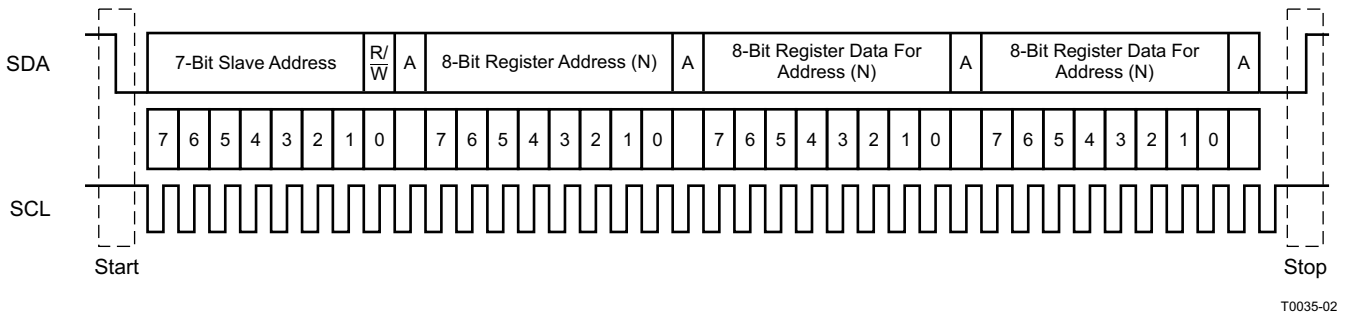 SDA
7-Bit Slave Address
R/
W
A
8-Bit Register Address (N)
A
8-Bit Register Data For
Address (N)
A
8-Bit Register Data For
Address (N)
A
7 6 5 4 3 2 1 0 7 6 5 4 3 2 1 0 7 6 5 4 3 2 1 0 7 6 5 4 3 2 1 0
SCL
Start
Stop
T0035-02